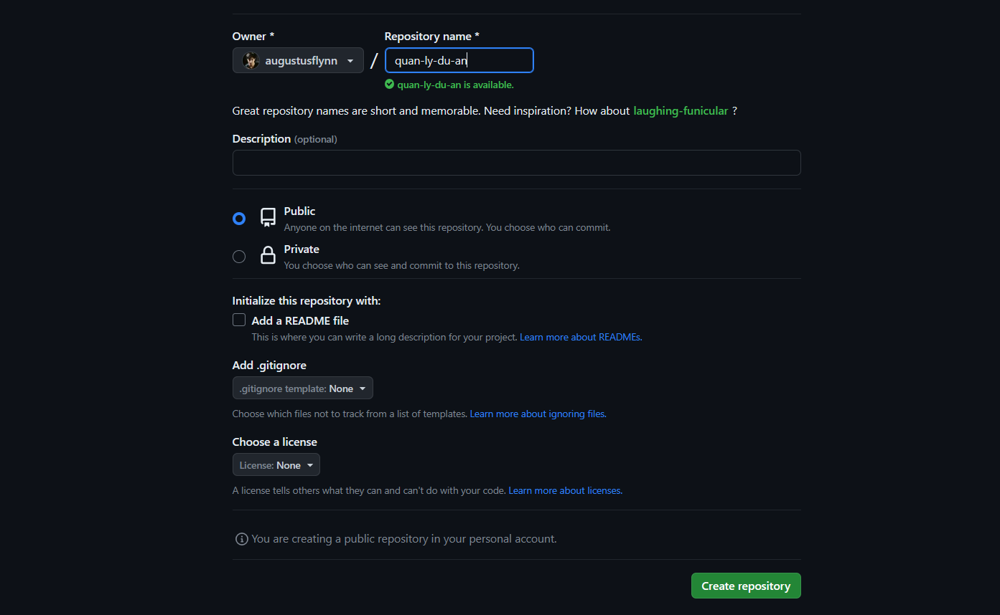 Owner *
Repository name *
augustusflynn
/
quan-ly-du-an
quan-ly-du-an is available.
Great repository names are short and memorable. Need inspiration? How about laughing-funicular ?
Description (optional)
Public
Anyone on the internet can see this repository. You choose who can commit.
Private
You choose who can see and commit to this repository.
Initialize this repository with:
Add a README file
This is where you can write a long description for your project. Learn more about READMEs.
Add .gitignore
.gitignore template: None
Choose which files not to track from a list of templates. Learn more about ignoring files.
Choose a license
License: None
A license tells others what they can and can't do with your code. Learn more about licenses.
You are creating a public repository in your personal account.
Create repository